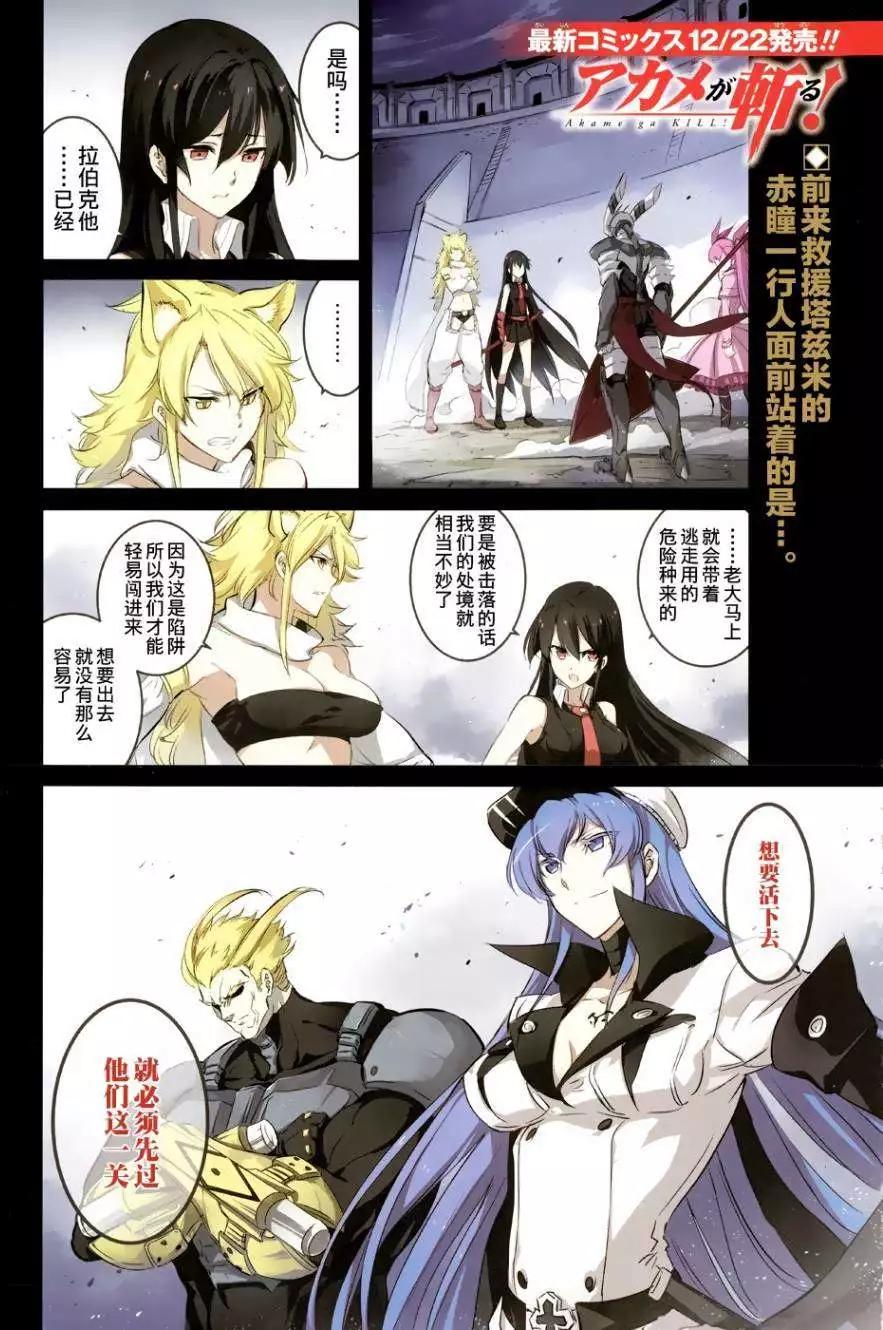 最新コミックス12/22発売!!
アカメが斬る!
Akame ga KILL!
前来救援塔兹米的
赤瞳一行人面前站着的是…。
是吗…
……拉伯克他
……已经
……
……老大马上
就会带着
逃走用的
危险种来的
要是被击落的话
我们的处境就
相当不妙了
因为这是陷阱
所以我们才能
轻易闯进来
想要出去
就没有那么
容易了
想要活下去
就必须先过
他们这一关